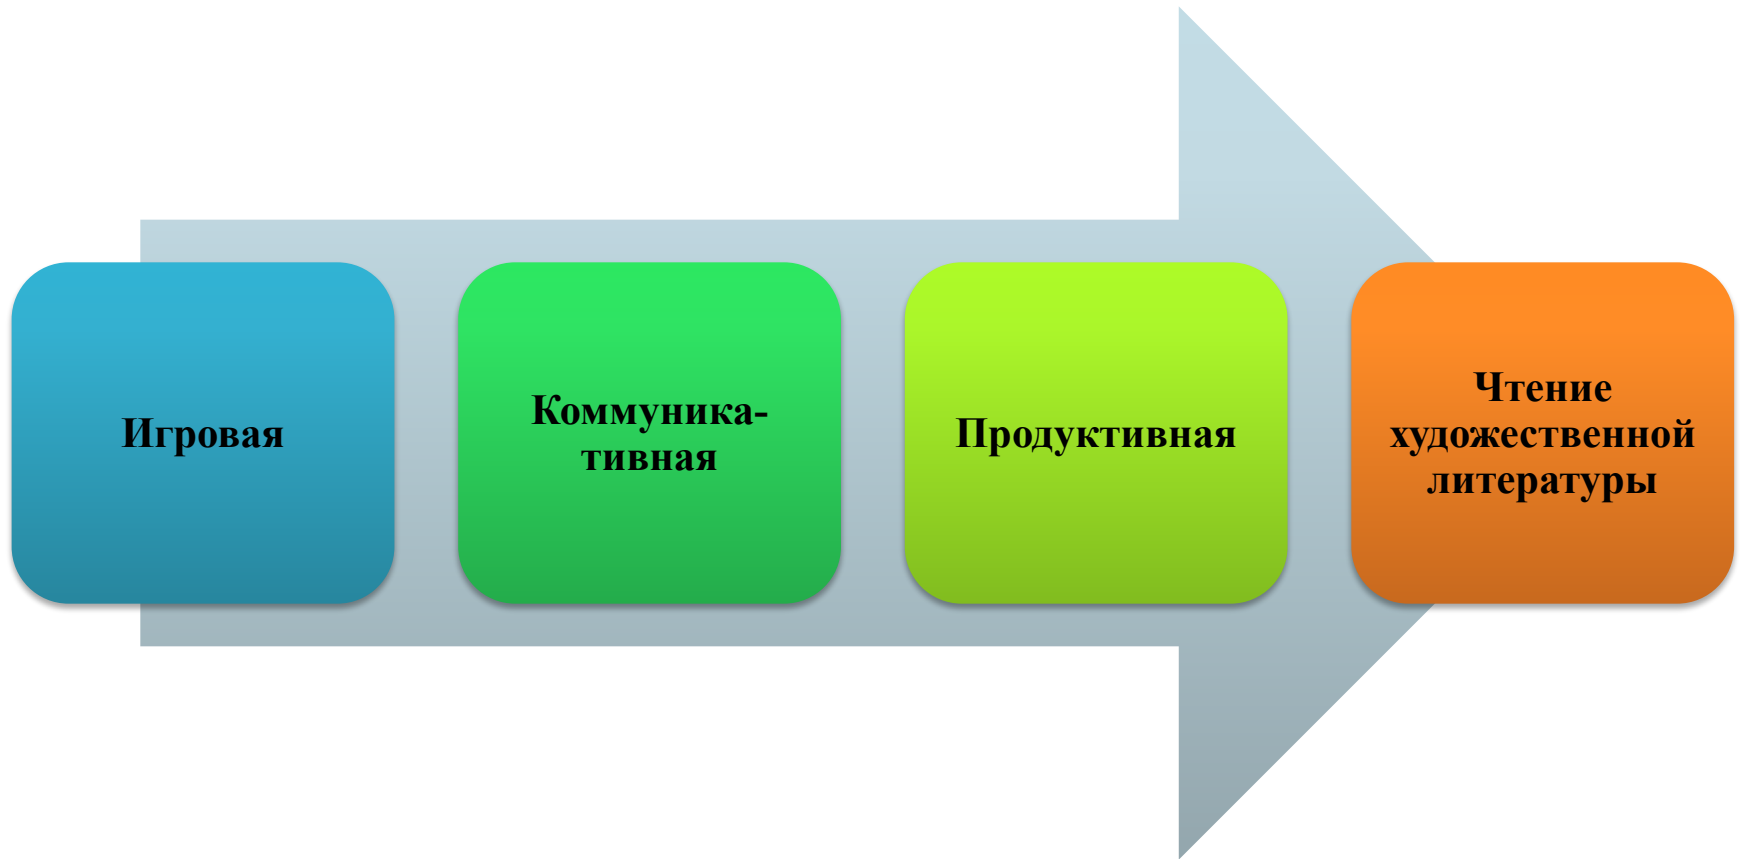 Игровая
Коммуника-
тивная
Продуктивная
Чтение
художественной
литературы